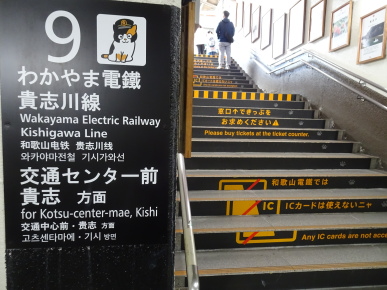 9
わかやま電鐵
貴志川線
Wakayama Electric Railway
Kishigawa Line
和歌山电铁 贵志川线
와카야마전철 기시가와선
交通センター前
貴志 方面
for Kotsu-center-mae, Kishi
交通中心前・贵志 方面
고츠센타마에・기시 방면
窓口できっぷを
お求めください
Please buy tickets at the ticket counter.
和歌山電鐵では
IC ICカードは使えないニャ
Any IC cards are not acce